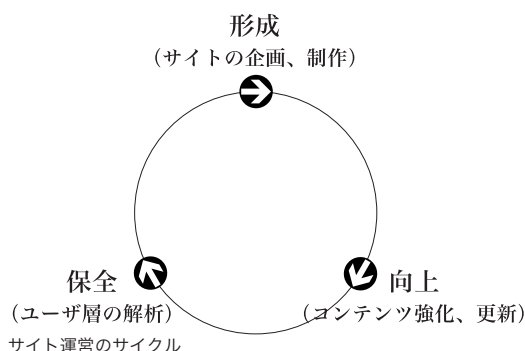 形成
（サイトの企画、制作）
保全
（ユーザ層の解析）
向上
（コンテンツ強化、更新）
サイト運営のサイクル